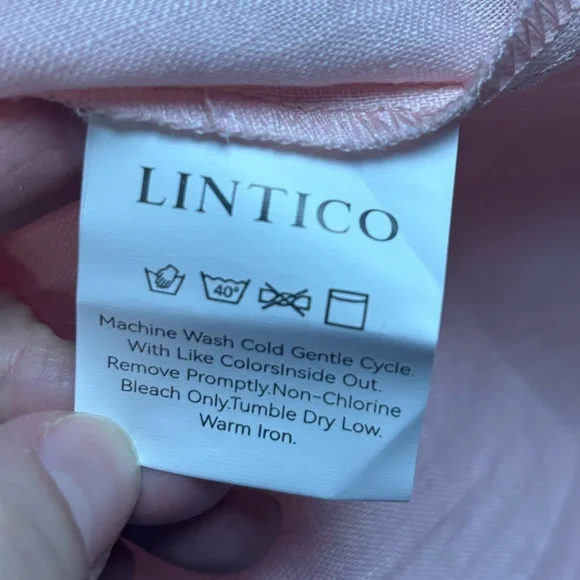 LINTICO
40°
Machine Wash Cold Gentle Cycle.
With Like ColorsInside Out.
Remove Promptly.Non-Chlorine
Bleach Only.Tumble Dry Low.
Warm Iron.